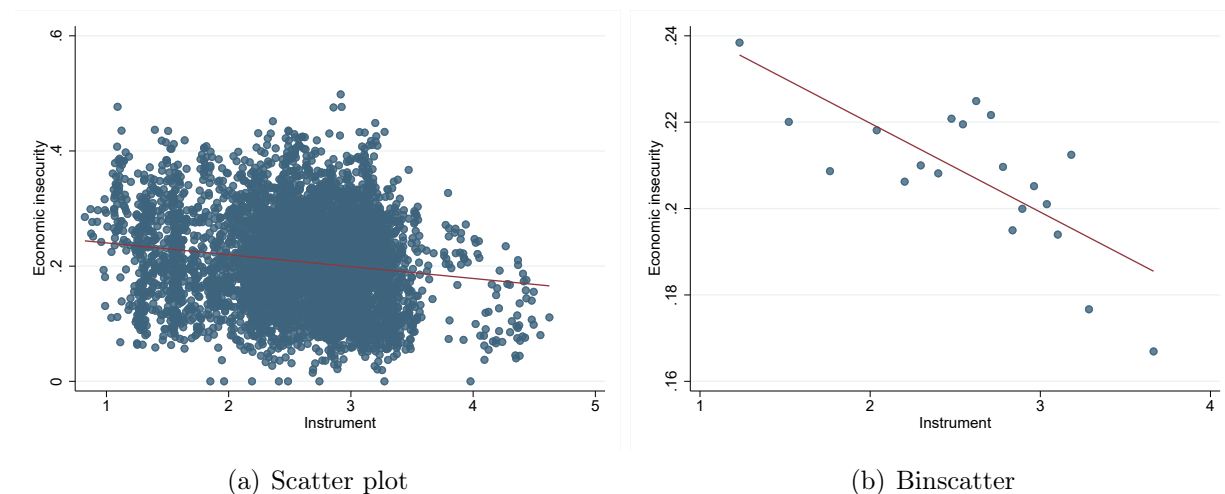 .6
.4
.2
0
Economic insecurity
1 2 3 4 5
Instrument
(a) Scatter plot
.24
.22
.2
.18
.16
Economic insecurity
1 2 3 4
Instrument
(b) Binscatter